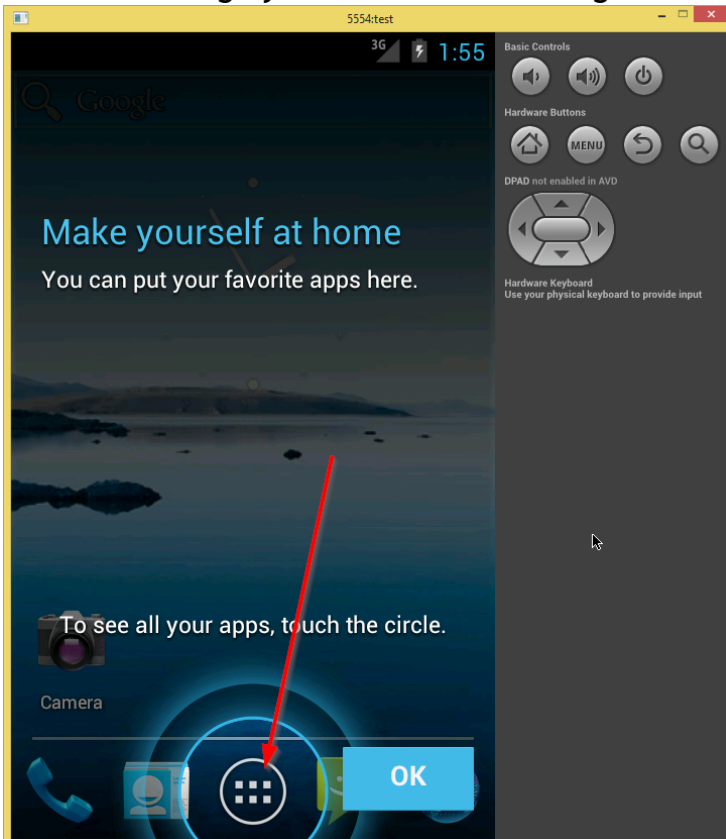 5554:test
3G
1:55
Google
Make yourself at home
You can put your favorite apps here.
To see all your apps, touch the circle.
Camera
OK
Basic Controls
Hardware Buttons
MENU
DPAD not enabled in AVD
Hardware Keyboard
Use your physical keyboard to provide input